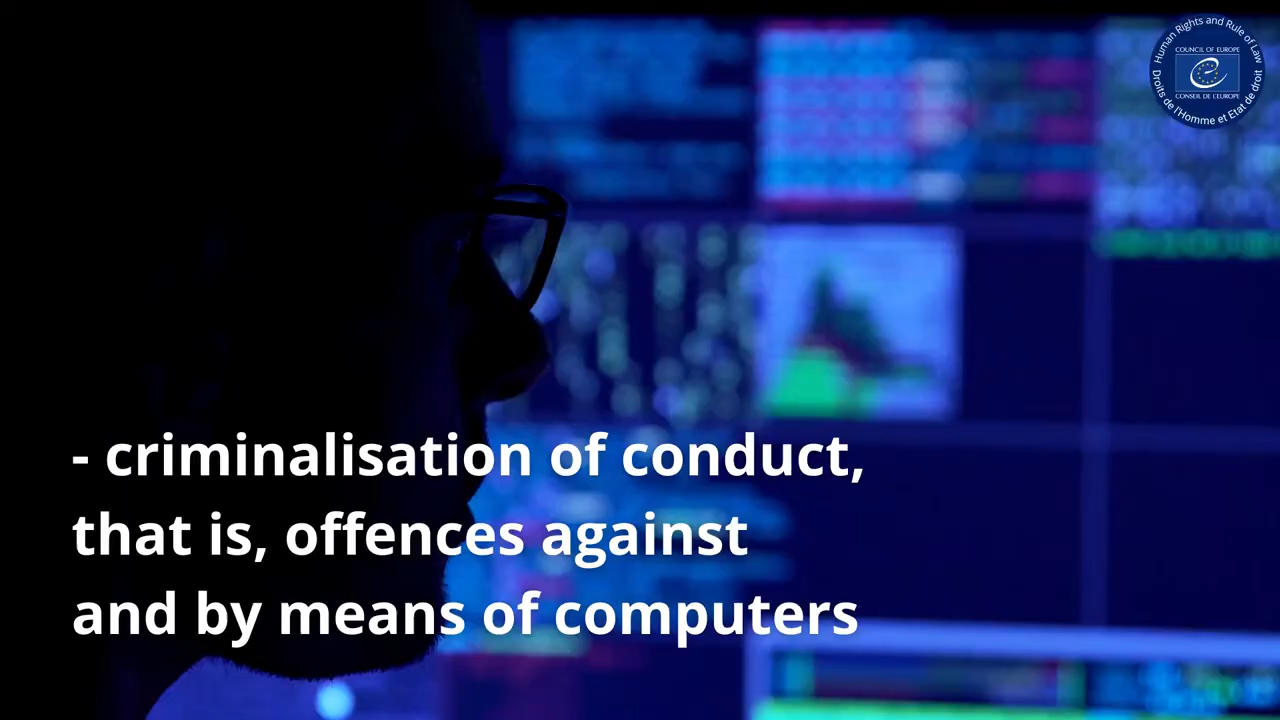 Human Rights and Rule of Law
COUNCIL OF EUROPE
CONSEIL DE L'EUROPE
Droits de l'Homme et Etat de droit
- criminalisation of conduct,
that is, offences against
and by means of computers